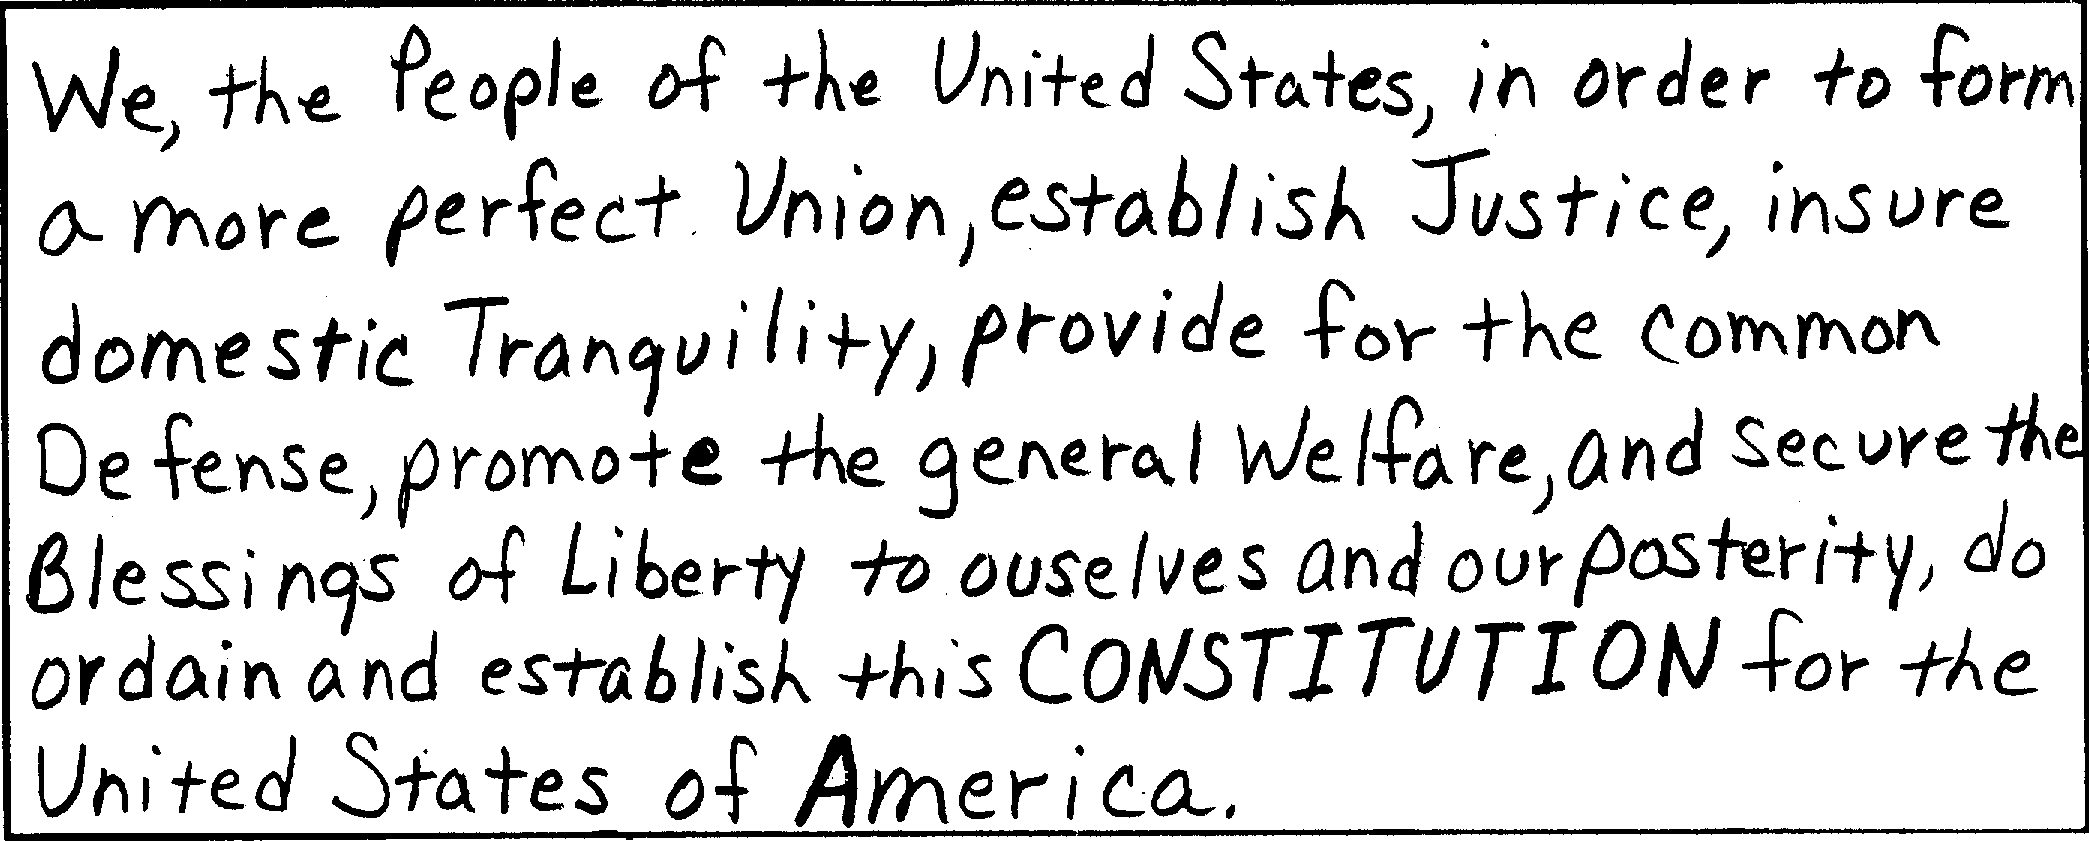 We, the People of the United States, in order to form
a more perfect Union, establish Justice, insure
domestic Tranquility, provide for the common
Defense, promote the general Welfare, and secure the
Blessings of Liberty to ouselves and our posterity, do
ordain and establish this CONSTITUTION for the
United States of America.